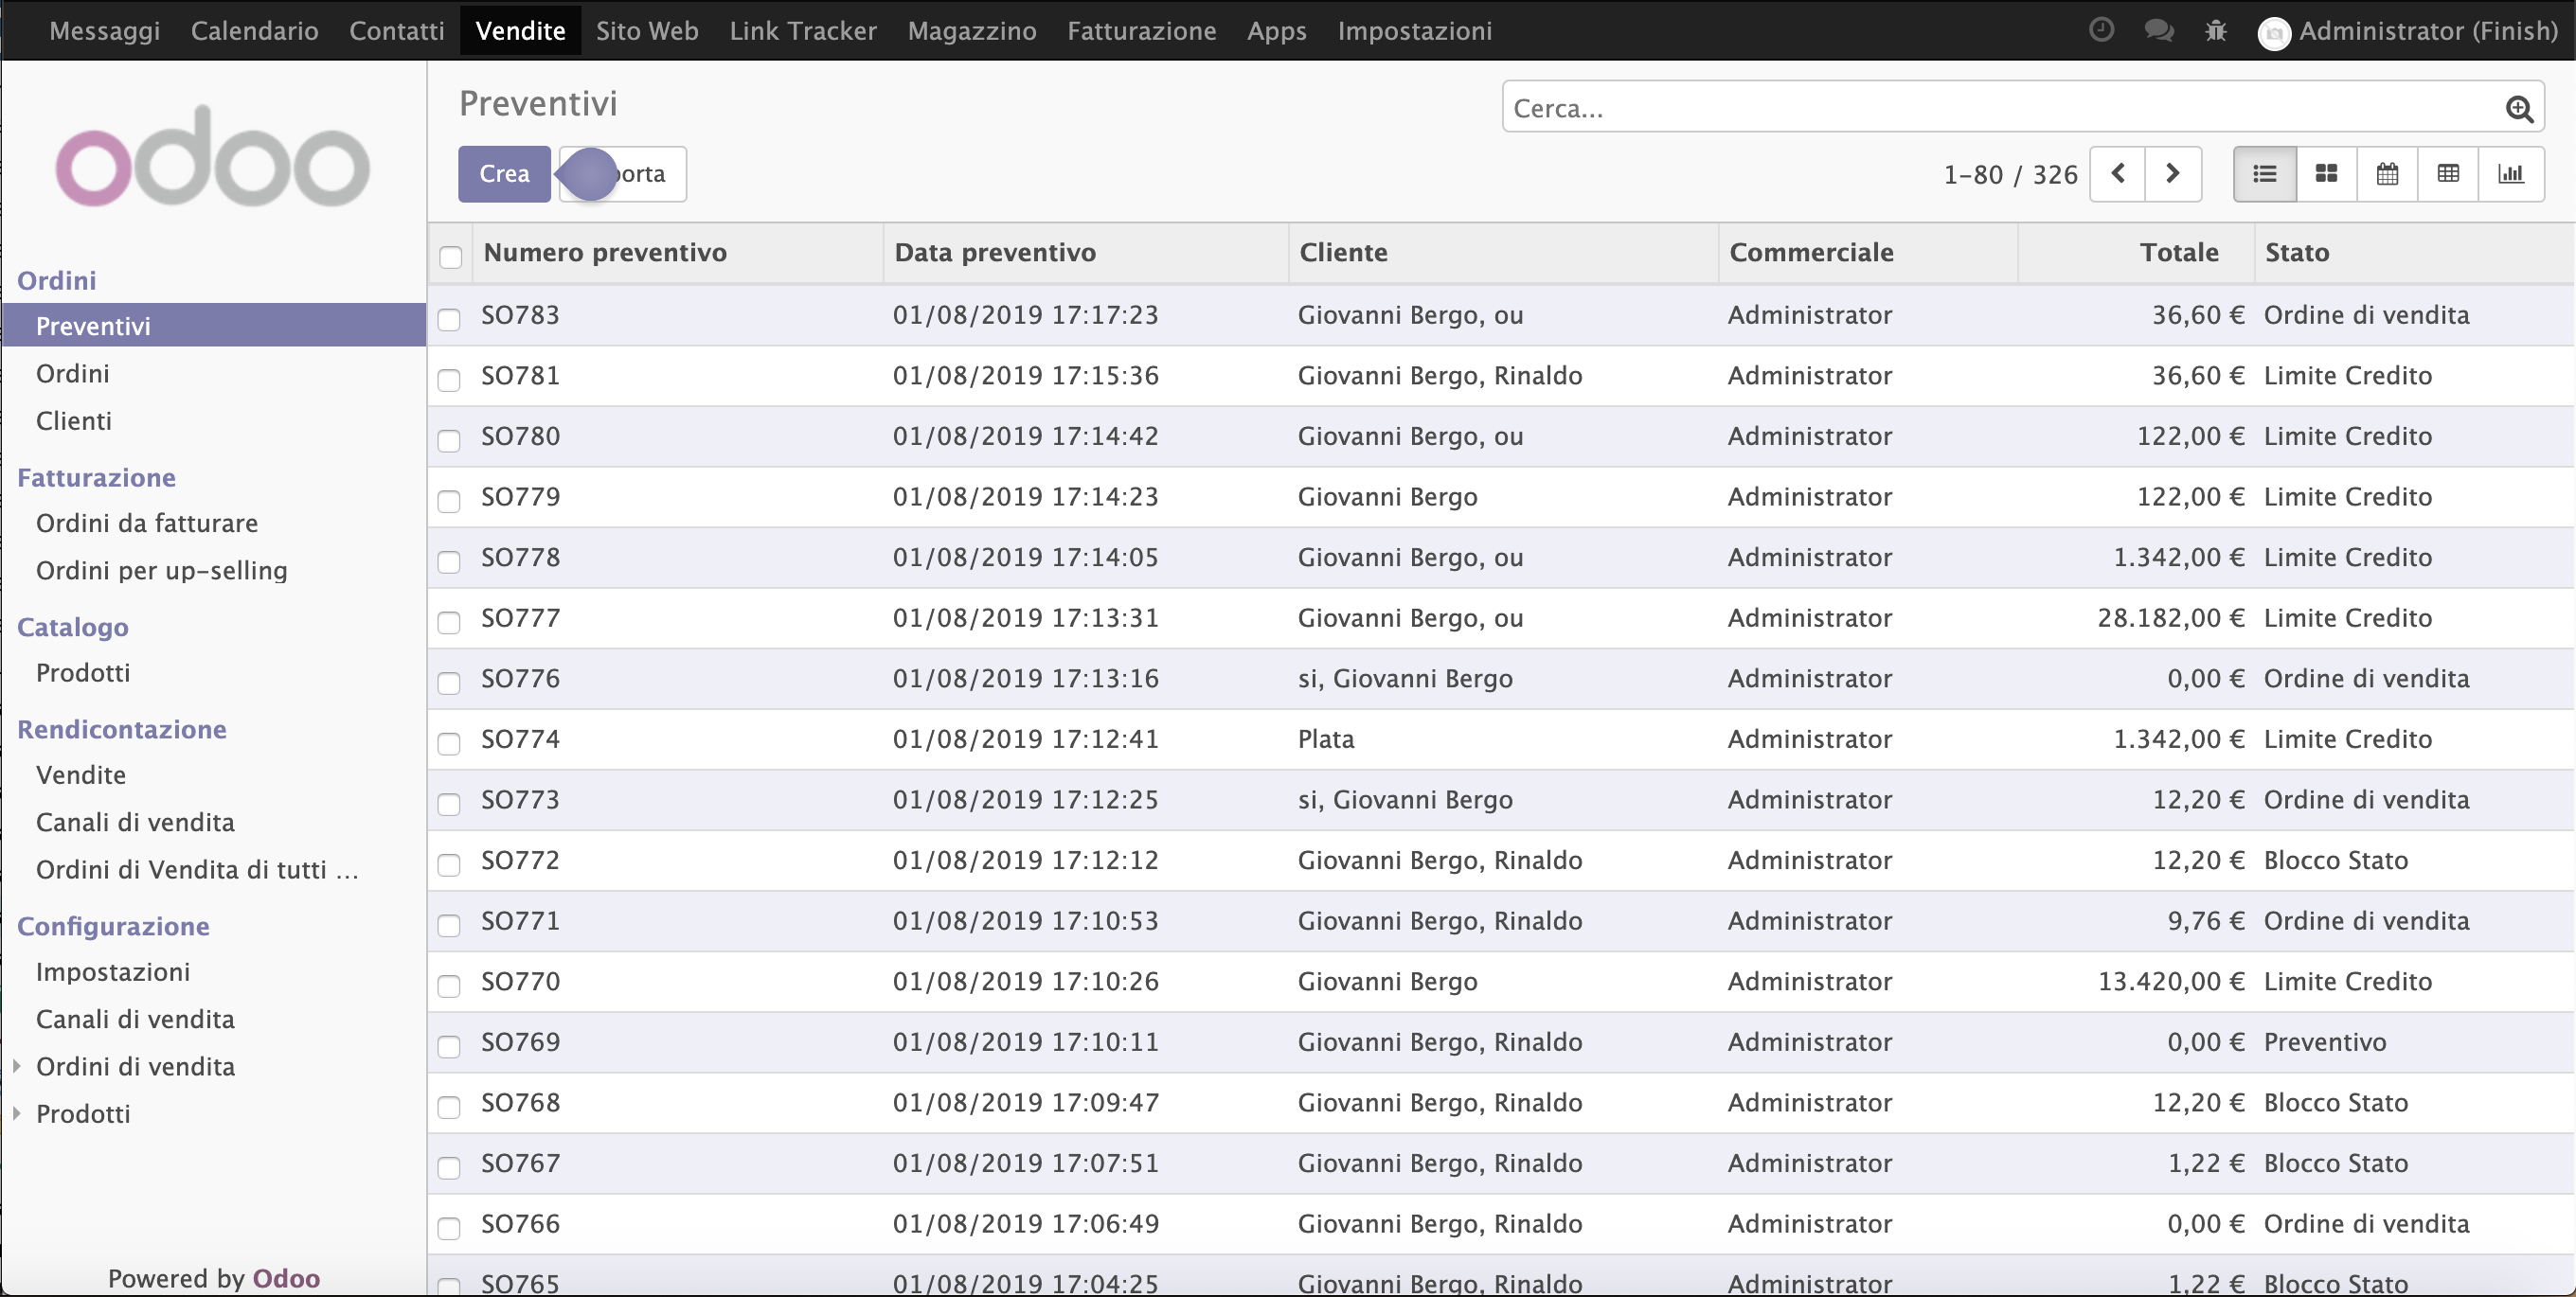 Messaggi Calendario Contatti Vendite Sito Web Link Tracker Magazzino Fatturazione Apps Impostazioni Administrator (Finish)
odoo
Ordini
Preventivi
Ordini
Clienti
Fatturazione
Ordini da fatturare
Ordini per up-selling
Catalogo
Prodotti
Rendicontazione
Vendite
Canali di vendita
Ordini di Vendita di tutti ...
Configurazione
Impostazioni
Canali di vendita
Ordini di vendita
Prodotti
Powered by Odoo
Preventivi
Cerca...
Crea
1-80 / 326
Numero preventivo Data preventivo Cliente Commerciale Totale Stato
SO783 01/08/2019 17:17:23 Giovanni Bergo, ou Administrator 36,60 € Ordine di vendita
SO781 01/08/2019 17:15:36 Giovanni Bergo, Rinaldo Administrator 36,60 € Limite Credito
SO780 01/08/2019 17:14:42 Giovanni Bergo, ou Administrator 122,00 € Limite Credito
SO779 01/08/2019 17:14:23 Giovanni Bergo Administrator 122,00 € Limite Credito
SO778 01/08/2019 17:14:05 Giovanni Bergo, ou Administrator 1.342,00 € Limite Credito
SO777 01/08/2019 17:13:31 Giovanni Bergo, ou Administrator 28.182,00 € Limite Credito
SO776 01/08/2019 17:13:16 si, Giovanni Bergo Administrator 0,00 € Ordine di vendita
SO774 01/08/2019 17:12:41 Plata Administrator 1.342,00 € Limite Credito
SO773 01/08/2019 17:12:25 si, Giovanni Bergo Administrator 12,20 € Ordine di vendita
SO772 01/08/2019 17:12:12 Giovanni Bergo, Rinaldo Administrator 12,20 € Blocco Stato
SO771 01/08/2019 17:10:53 Giovanni Bergo, Rinaldo Administrator 9,76 € Ordine di vendita
SO770 01/08/2019 17:10:26 Giovanni Bergo Administrator 13.420,00 € Limite Credito
SO769 01/08/2019 17:10:11 Giovanni Bergo, Rinaldo Administrator 0,00 € Preventivo
SO768 01/08/2019 17:09:47 Giovanni Bergo, Rinaldo Administrator 12,20 € Blocco Stato
SO767 01/08/2019 17:07:51 Giovanni Bergo, Rinaldo Administrator 1,22 € Blocco Stato
SO766 01/08/2019 17:06:49 Giovanni Bergo, Rinaldo Administrator 0,00 € Ordine di vendita
SO765 01/08/2019 17:04:25 Giovanni Bergo, Rinaldo Administrator 1,22 € Blocco Stato